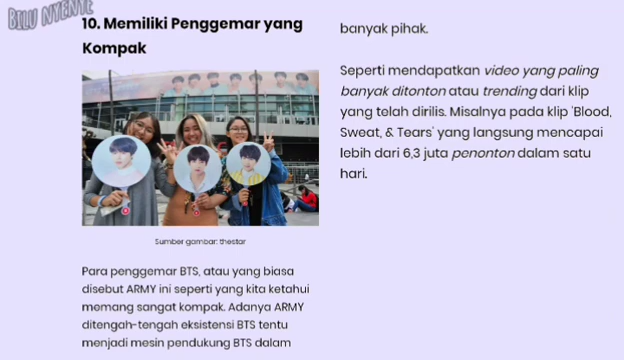 BILU NYENYE
10. Memiliki Penggemar yang
Kompak
Sumber gambar: thestar
Para penggemar BTS, atau yang biasa
disebut ARMY ini seperti yang kita ketahui
memang sangat kompak. Adanya ARMY
ditengah-tengah eksistensi BTS tentu
menjadi mesin pendukung BTS dalam
banyak pihak.
Seperti mendapatkan video yang paling
banyak ditonton atau trending dari klip
yang telah dirilis. Misalnya pada klip 'Blood,
Sweat, & Tears' yang langsung mencapai
lebih dari 6,3 juta penonton dalam satu
hari.